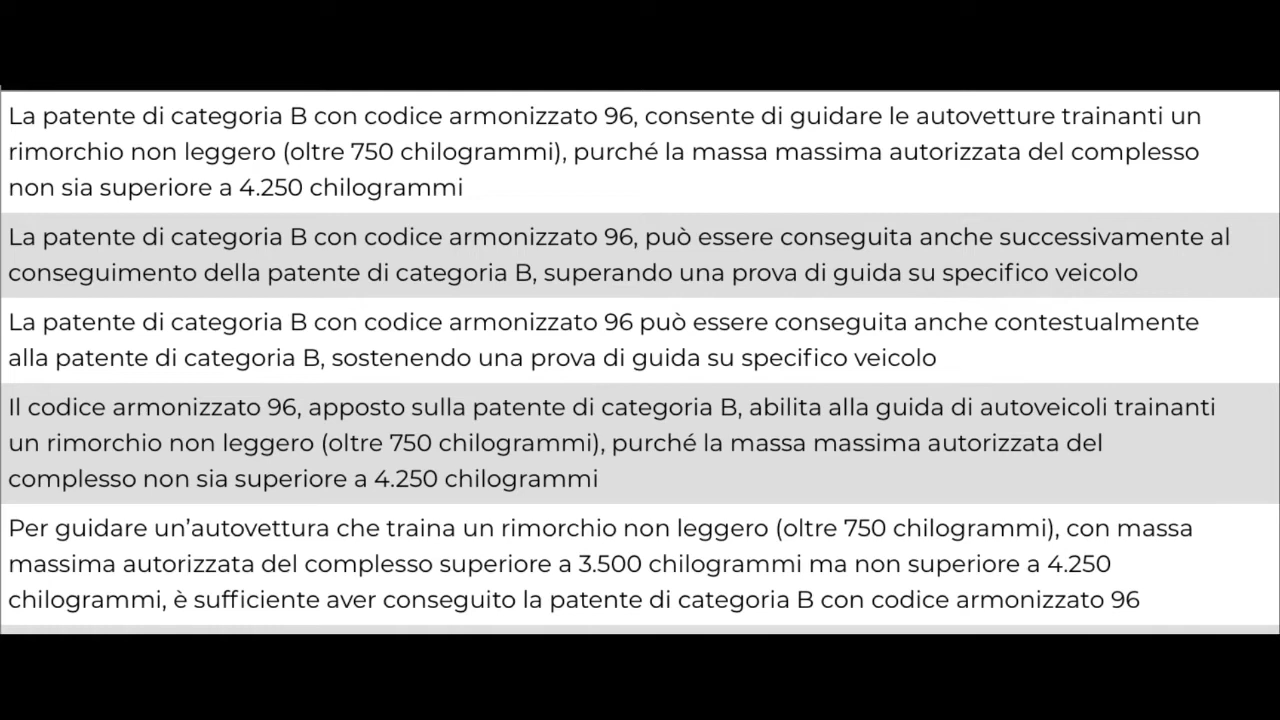 La patente di categoria B con codice armonizzato 96, consente di guidare le autovetture trainanti un
rimorchio non leggero (oltre 750 chilogrammi), purché la massa massima autorizzata del complesso
non sia superiore a 4.250 chilogrammi
La patente di categoria B con codice armonizzato 96, può essere conseguita anche successivamente al
conseguimento della patente di categoria B, superando una prova di guida su specifico veicolo
La patente di categoria B con codice armonizzato 96 può essere conseguita anche contestualmente
alla patente di categoria B, sostenendo una prova di guida su specifico veicolo
Il codice armonizzato 96, apposto sulla patente di categoria B, abilita alla guida di autoveicoli trainanti
un rimorchio non leggero (oltre 750 chilogrammi), purché la massa massima autorizzata del
complesso non sia superiore a 4.250 chilogrammi
Per guidare un’autovettura che traina un rimorchio non leggero (oltre 750 chilogrammi), con massa
massima autorizzata del complesso superiore a 3.500 chilogrammi ma non superiore a 4.250
chilogrammi, è sufficiente aver conseguito la patente di categoria B con codice armonizzato 96